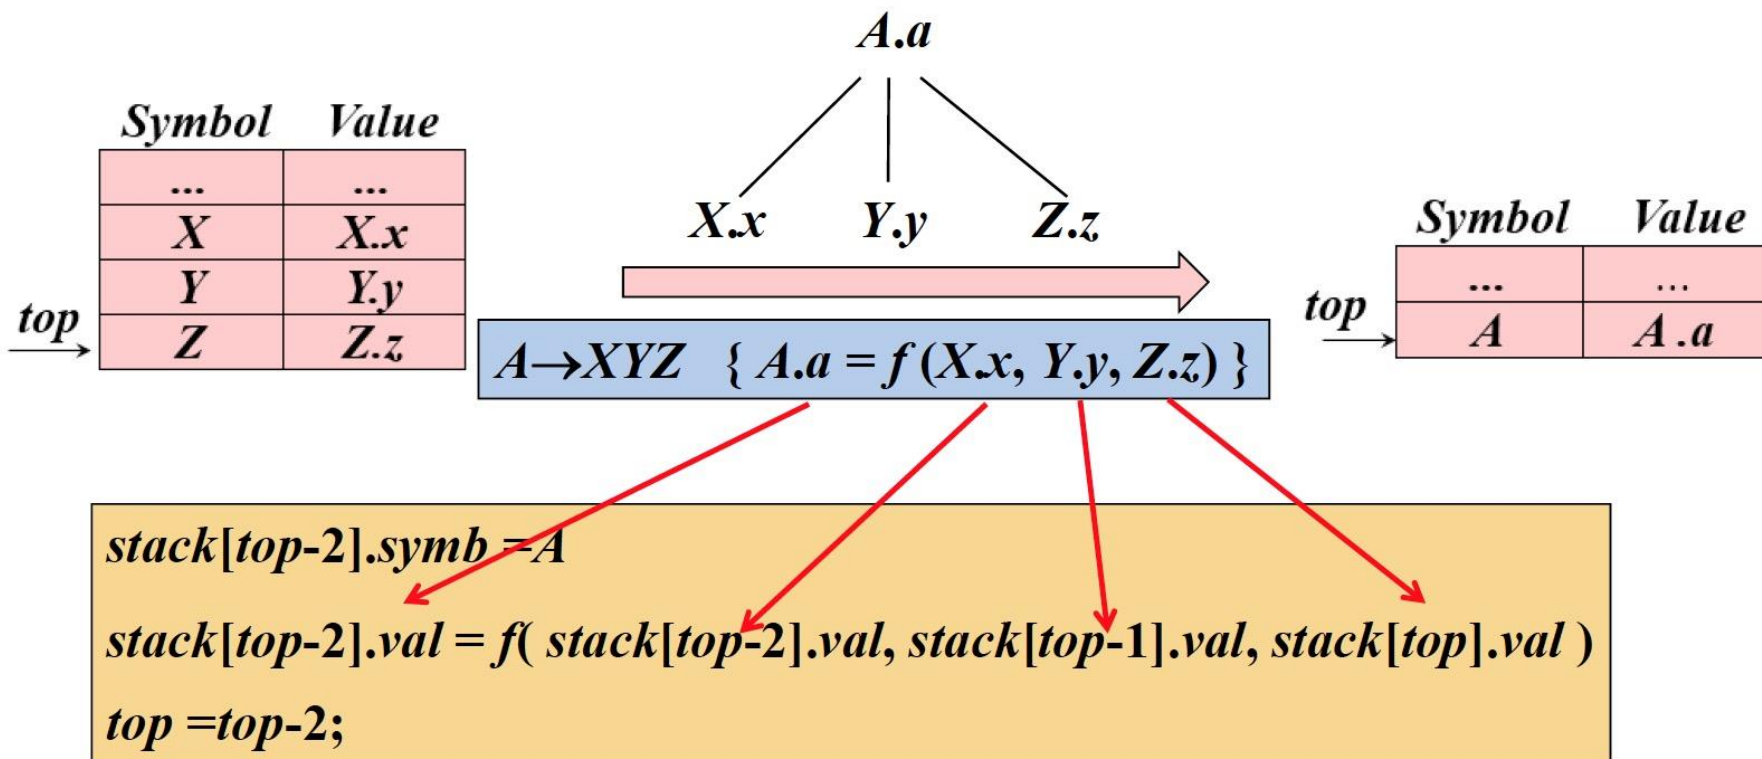 A.a
Symbol Value
... ...
X X.x
Y Y.y
top Z Z.z
X.x Y.y Z.z
Symbol Value
... ...
top A A.a
A→XYZ { A.a = f (X.x, Y.y, Z.z) }
stack[top-2].symb =A
stack[top-2].val = f( stack[top-2].val, stack[top-1].val, stack[top].val )
top =top-2;